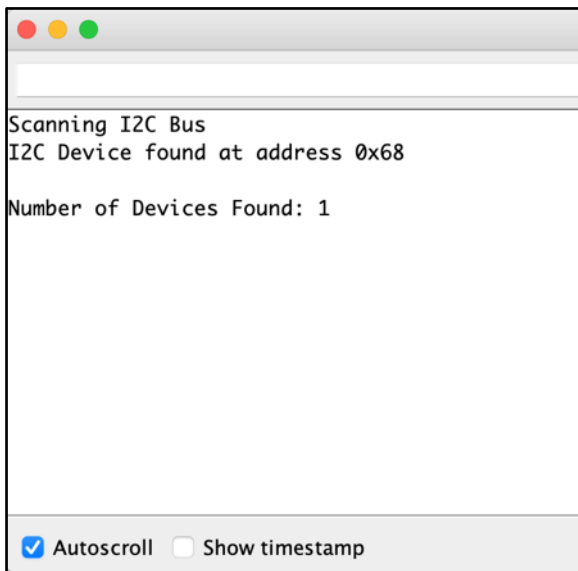 Scanning I2C Bus
I2C Device found at address 0x68
Number of Devices Found: 1
Autoscroll Show timestamp